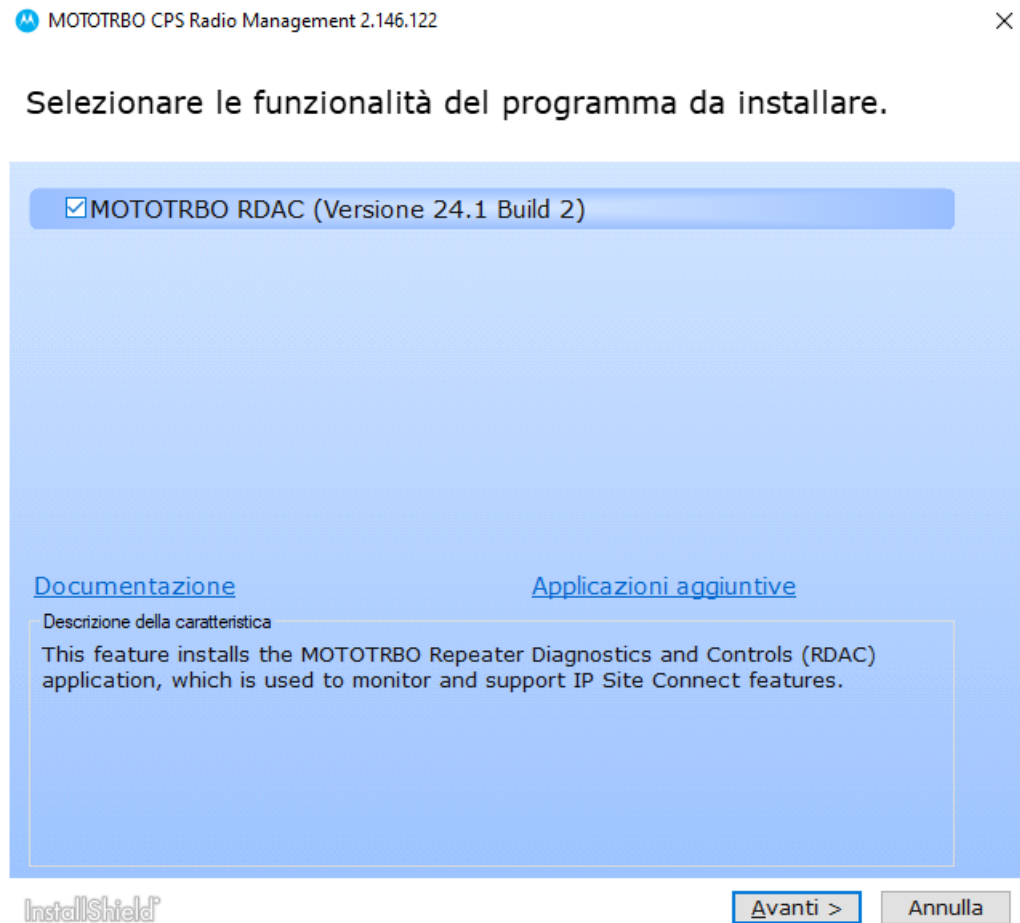 MOTOTRBO CPS Radio Management 2.146.122
Selezionare le funzionalità del programma da installare.
MOTOTRBO RDAC (Versione 24.1 Build 2)
Documentazione
Applicazioni aggiuntive
Descrizione della caratteristica
This feature installs the MOTOTRBO Repeater Diagnostics and Controls (RDAC)
application, which is used to monitor and support IP Site Connect features.
InstallShield
Avanti >
Annulla